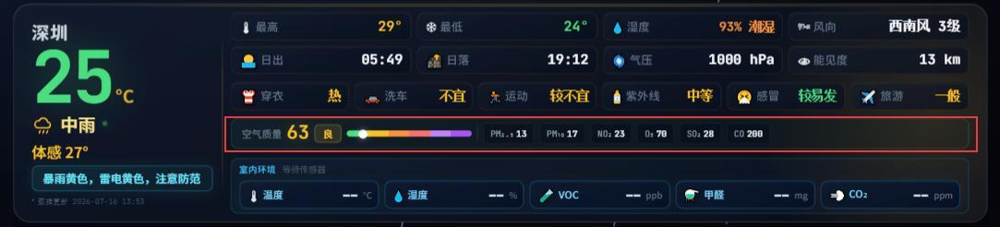 深圳
25°C
中雨
体感 27°
暴雨黄色，雷电黄色，注意防范
* 数据更新 2026-07-16 13:53
最高 29° 最低 24° 湿度 93% 潮湿 风向 西南风 3级
日出 05:49 日落 19:12 气压 1000 hPa 能见度 13 km
穿衣 热 洗车 不宜 运动 较不宜 紫外线 中等 感冒 较易发 旅游 一般
空气质量 63 良 PM₂.₅ 13 PM₁₀ 17 NO₂ 23 O₃ 70 SO₂ 28 CO 200
室内环境 等待传感器
温度 -- °C 湿度 -- % VOC -- ppb 甲醛 -- mg CO₂ -- ppm